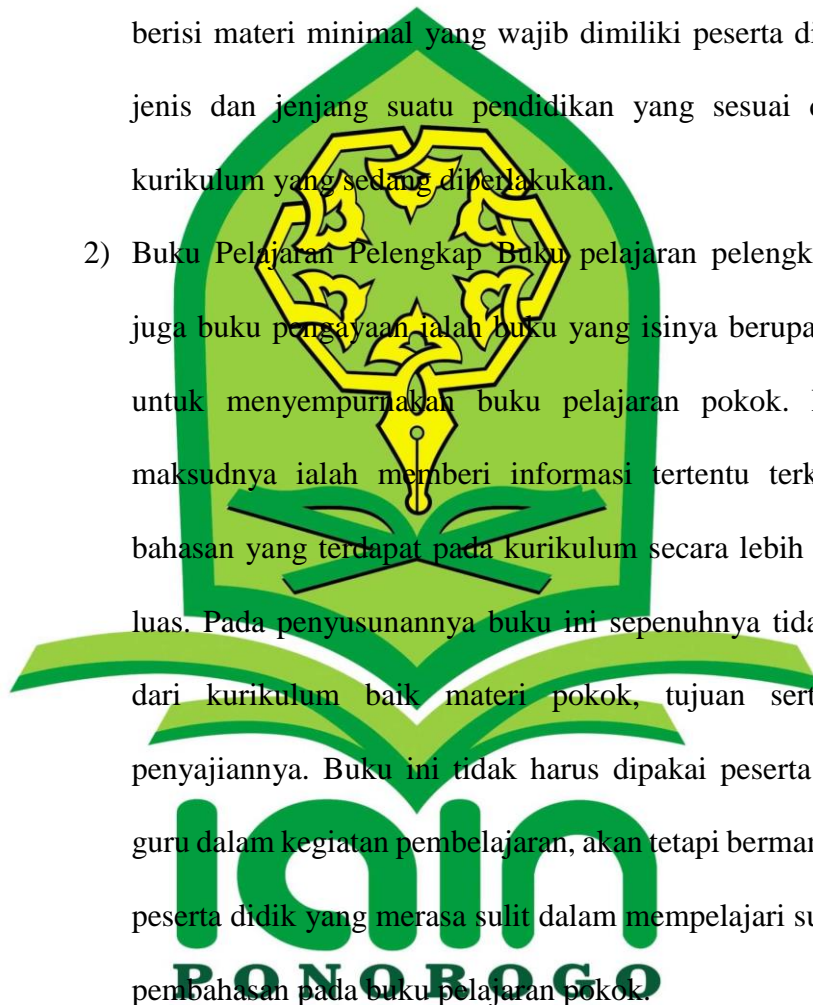 berisi materi minimal yang wajib dimiliki peserta di
jenis dan jenjang suatu pendidikan yang sesuai
kurikulum yang sedang diberlakukan.
2) Buku Pelajaran Pelengkap Buku pelajaran pelengk
juga buku pengayaan ialah buku yang isinya berupa
untuk menyempurnakan buku pelajaran pokok.
maksudnya ialah memberi informasi tertentu terk
bahasan yang terdapat pada kurikulum secara lebih
luas. Pada penyusunannya buku ini sepenuhnya tida
dari kurikulum baik materi pokok, tujuan sert
penyajiannya. Buku ini tidak harus dipakai peserta
guru dalam kegiatan pembelajaran, akan tetapi berma
peserta didik yang merasa sulit dalam mempelajari su
pembahasan pada buku pelajaran pokok.
iain
PONOROGO